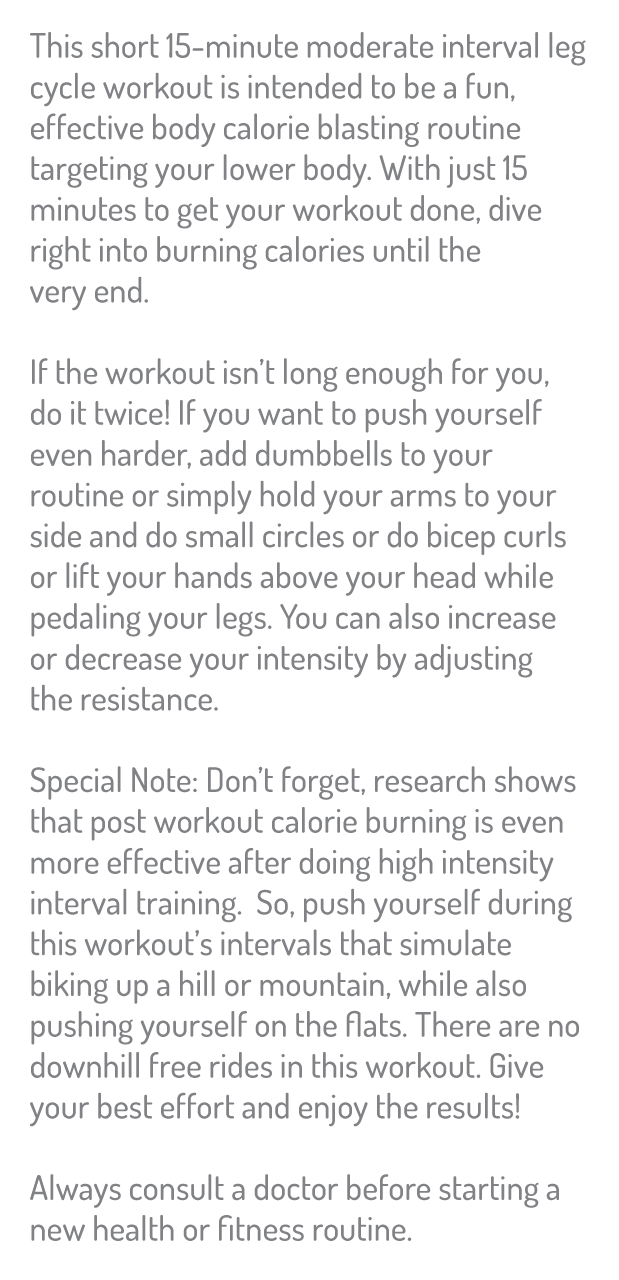 This short 15-minute moderate interval leg
cycle workout is intended to be a fun,
effective body calorie blasting routine
targeting your lower body. With just 15
minutes to get your workout done, dive
right into burning calories until the
very end.
If the workout isn’t long enough for you,
do it twice! If you want to push yourself
even harder, add dumbbells to your
routine or simply hold your arms to your
side and do small circles or do bicep curls
or lift your hands above your head while
pedaling your legs. You can also increase
or decrease your intensity by adjusting
the resistance.
Special Note: Don’t forget, research shows
that post workout calorie burning is even
more effective after doing high intensity
interval training.  So, push yourself during
this workout’s intervals that simulate
biking up a hill or mountain, while also
pushing yourself on the flats. There are no
downhill free rides in this workout. Give
your best effort and enjoy the results!
Always consult a doctor before starting a
new health or fitness routine.